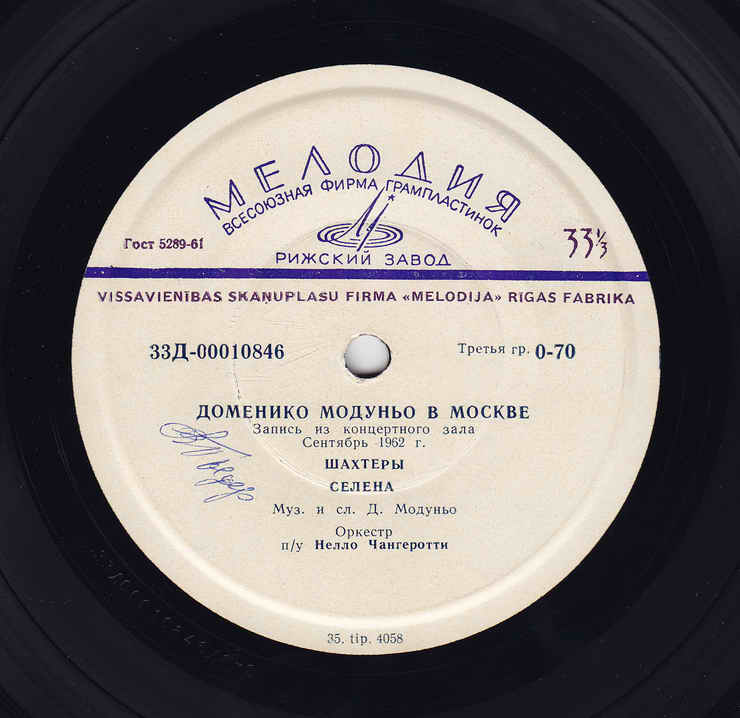 МЕЛОДИЯ
ВСЕСОЮЗНАЯ ФИРМА ГРАМПЛАСТИНОК
Гост 5289-61
33⅓
РИЖСКИЙ ЗАВОД
VISSAVIENĪBAS SKAŅUPLAŠU FIRMA «MELODIJA» RĪGAS FABRIKA
33Д-00010846
Третья гр. 0-70
ДОМЕНИКО МОДУНЬО В МОСКВЕ
Запись из концертного зала
Сентябрь 1962 г.
ШАХТЕРЫ
СЕЛЕНА
Муз. и сл. Д. Модуньо
Оркестр
п/у Нелло Чангеротти
35. tip. 4058